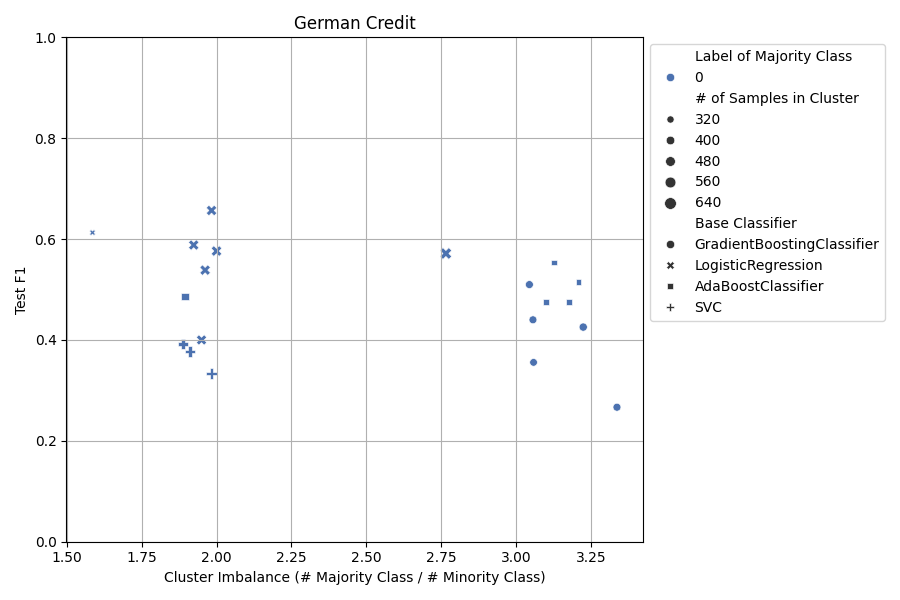 German Credit
1.0
0.8
0.6
0.4
0.2
0.0
Test F1
1.50
1.75
2.00
2.25
2.50
2.75
3.00
3.25
Cluster Imbalance (# Majority Class / # Minority Class)
Label of Majority Class
0
# of Samples in Cluster
320
400
480
560
640
Base Classifier
GradientBoostingClassifier
LogisticRegression
AdaBoostClassifier
SVC